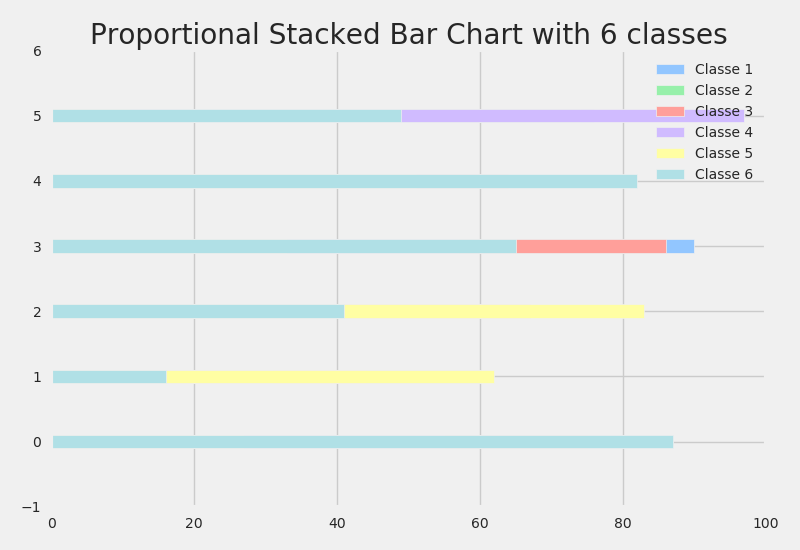 Proportional Stacked Bar Chart with 6 classes
6
5
4
3
2
1
0
−1
Classe 1
Classe 2
Classe 3
Classe 4
Classe 5
Classe 6
0 20 40 60 80 100